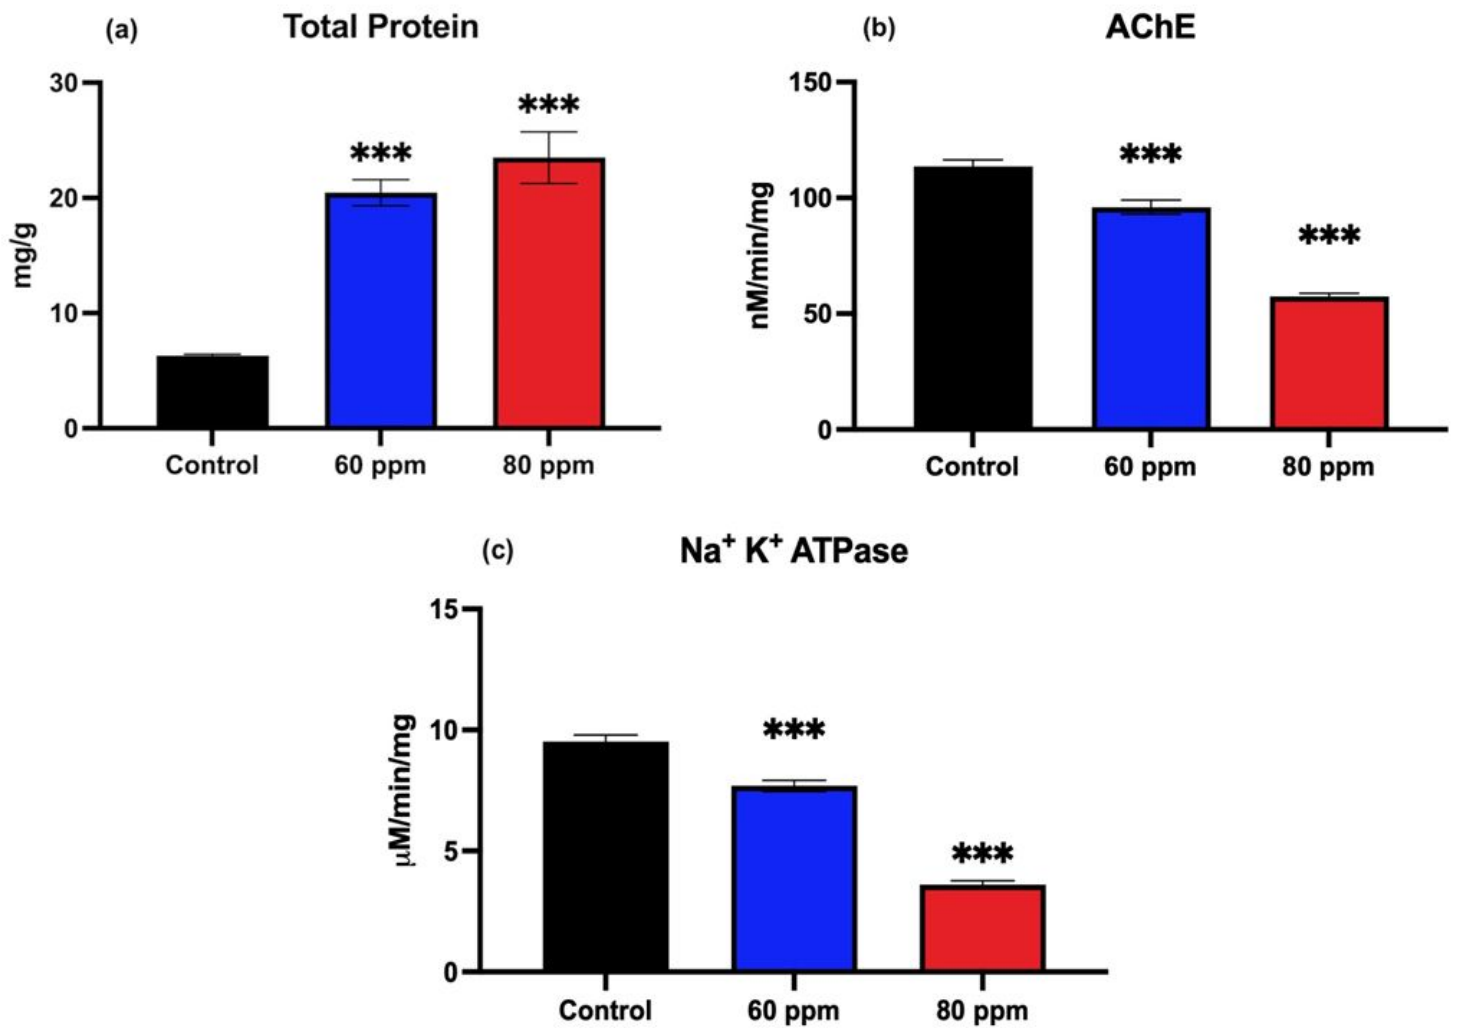 (a) Total Protein
mg/g
30
20
10
0
***
***
Control 60 ppm 80 ppm
(b) AChE
nM/min/mg
150
100
50
0
***
***
Control 60 ppm 80 ppm
(c) Na⁺ K⁺ ATPase
μM/min/mg
15
10
5
0
***
***
Control 60 ppm 80 ppm